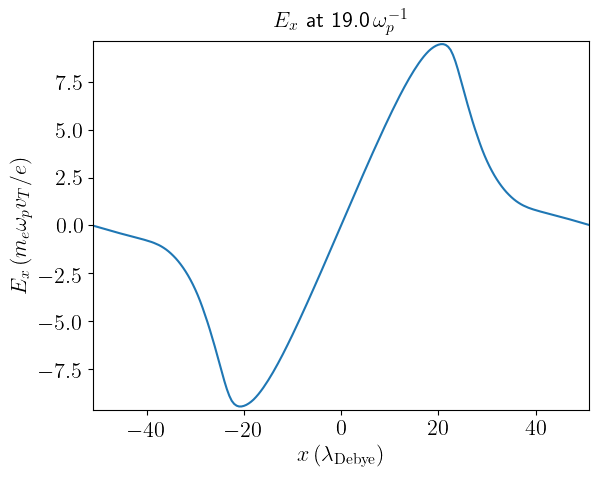 $E_x$ at $19.0\,\omega_p^{-1}$
$E_x\,(m_e\omega_p v_T/e)$
7.5
5.0
2.5
0.0
−2.5
−5.0
−7.5
−40 −20 0 20 40
$x\,(\lambda_{\mathrm{Debye}})$